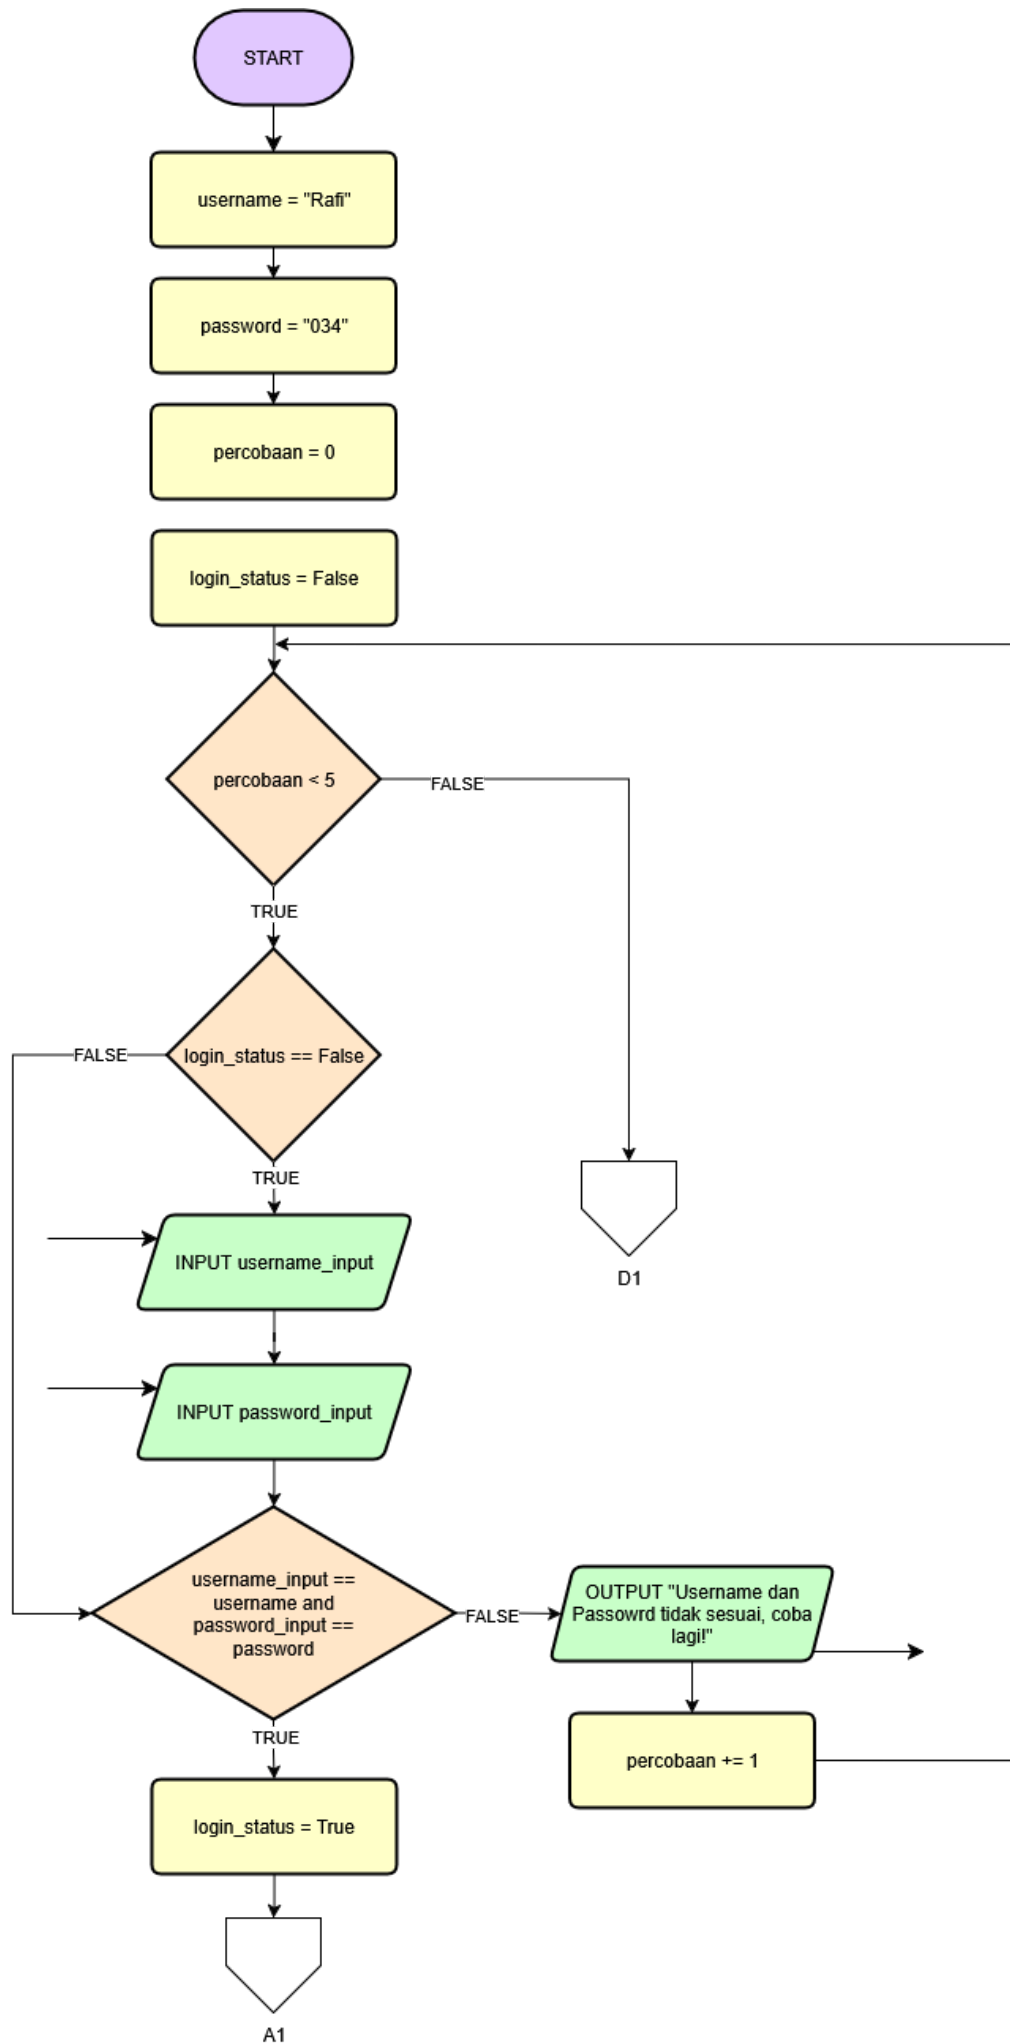 START
username = "Rafi"
password = "034"
percobaan = 0
login_status = False
percobaan < 5
FALSE
TRUE
login_status == False
FALSE
TRUE
INPUT username_input
D1
INPUT password_input
username_input ==
username and
password_input ==
password
FALSE
OUTPUT "Username dan
Passowrd tidak sesuai, coba
lagi!"
TRUE
percobaan += 1
login_status = True
A1